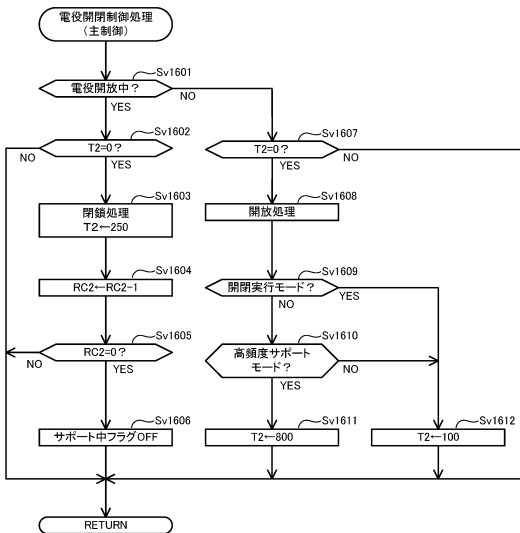 電役開閉制御処理
(主制御)
Sv1601
電役開放中?
NO
YES
Sv1602
T2=0?
NO
YES
Sv1607
T2=0?
NO
YES
Sv1603
閉鎖処理
T2←250
Sv1608
開放処理
Sv1604
RC2←RC2-1
Sv1609
開閉実行モード?
YES
NO
Sv1605
RC2=0?
NO
YES
Sv1610
高頻度サポート
モード?
NO
YES
Sv1606
サポート中フラグOFF
Sv1611
T2←800
Sv1612
T2←100
RETURN